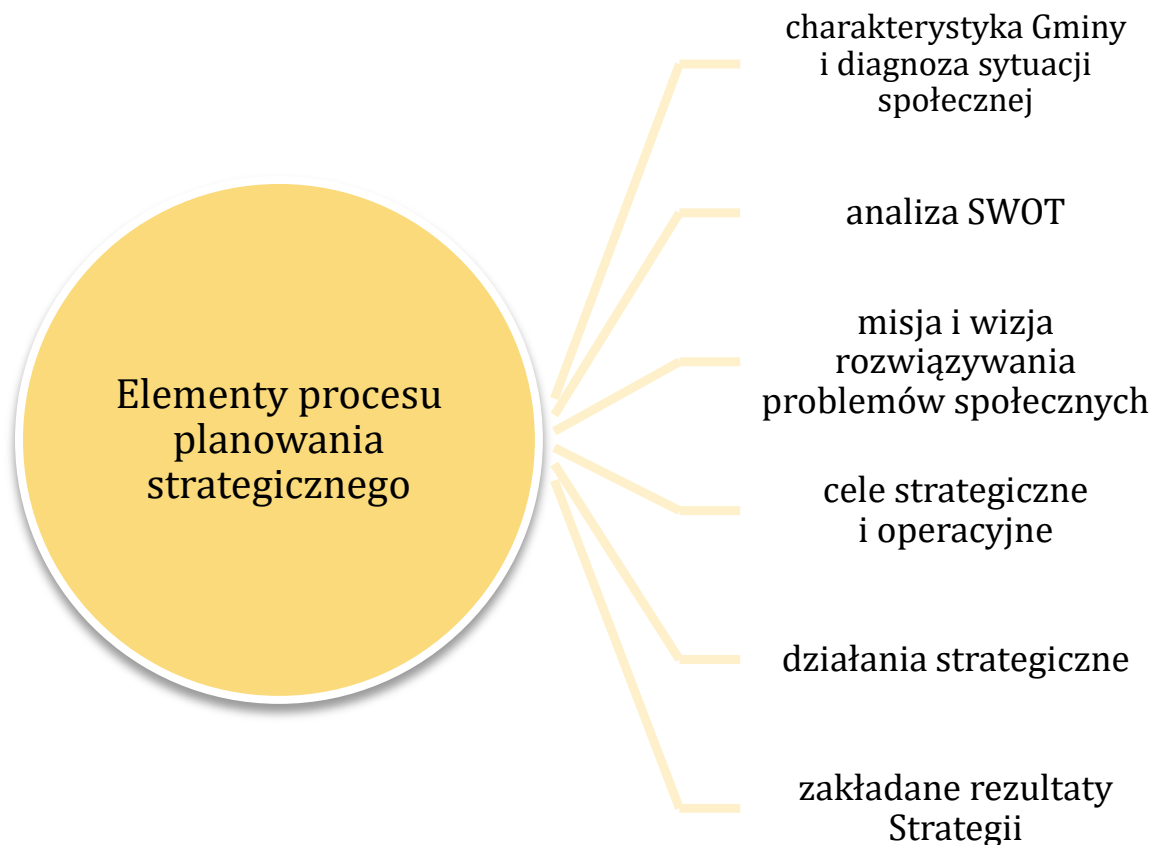 charakterystyka Gminy
i diagnoza sytuacji
społecznej
analiza SWOT
misja i wizja
rozwiązywania
problemów społecznych
Elementy procesu
planowania
strategicznego
cele strategiczne
i operacyjne
działania strategiczne
zakładane rezultaty
Strategii